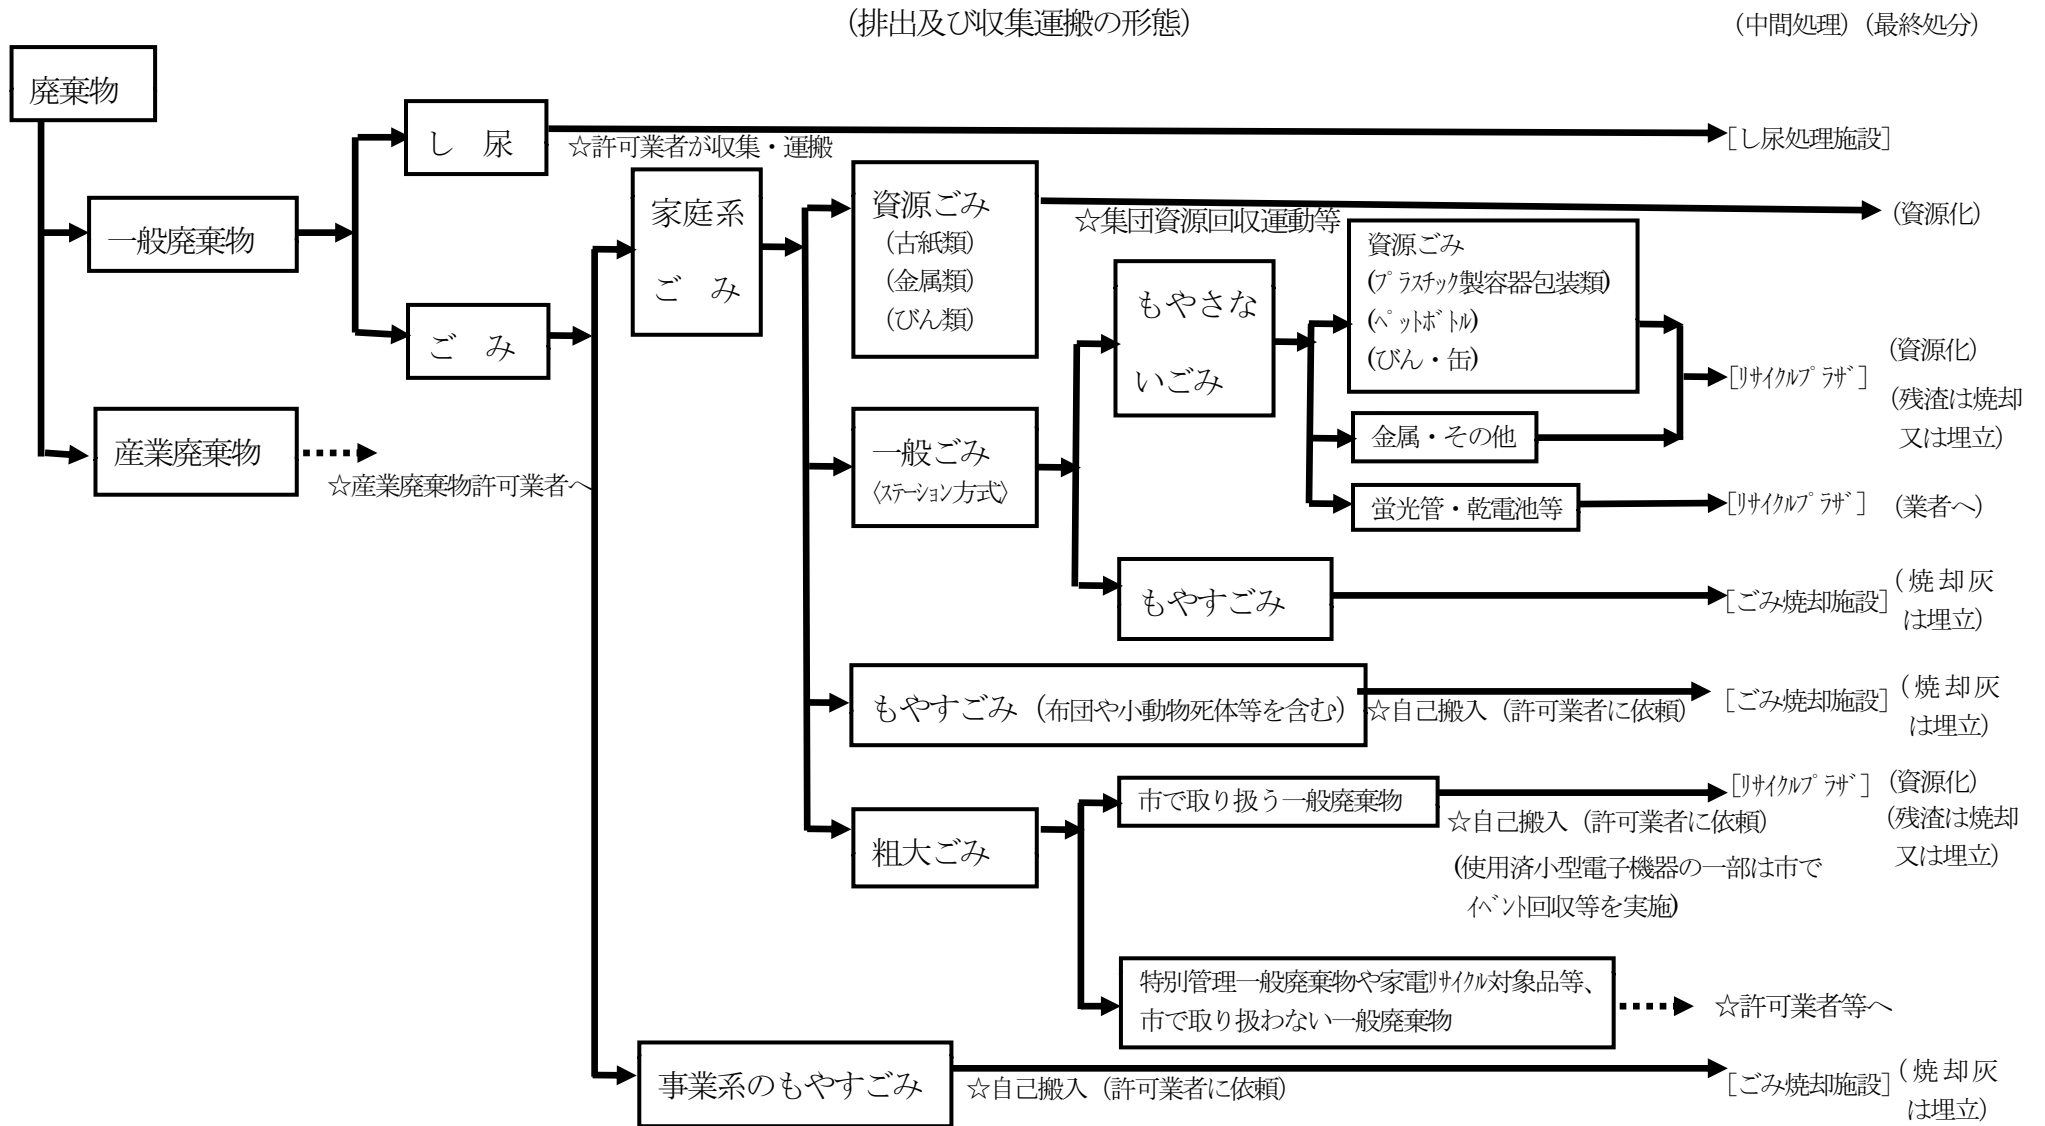 （排出及び収集運搬の形態）
（中間処理）（最終処分）
廃棄物
し　尿
☆許可業者が収集・運搬
［し尿処理施設］
一般廃棄物
家庭系
ご　み
資源ごみ
（古紙類）
（金属類）
（びん類）
☆集団資源回収運動等
（資源化）
ご　み
もやさな
いごみ
資源ごみ
（ﾌﾟﾗｽﾁｯｸ製容器包装類）
（ﾍﾟｯﾄﾎﾞﾄﾙ）
（びん・缶）
［ﾘｻｲｸﾙﾌﾟﾗｻﾞ］
（資源化）
（残渣は焼却
又は埋立）
産業廃棄物
☆産業廃棄物許可業者へ
一般ごみ
〈ｽﾃｰｼｮﾝ方式〉
金属・その他
蛍光管・乾電池等
［ﾘｻｲｸﾙﾌﾟﾗｻﾞ］
（業者へ）
もやすごみ
［ごみ焼却施設］
（焼却灰
は埋立）
もやすごみ（布団や小動物死体等を含む）
☆自己搬入（許可業者に依頼）
［ごみ焼却施設］
（焼却灰
は埋立）
粗大ごみ
市で取り扱う一般廃棄物
☆自己搬入（許可業者に依頼）
（使用済小型電子機器の一部は市で
ｲﾍﾞﾝﾄ回収等を実施）
［ﾘｻｲｸﾙﾌﾟﾗｻﾞ］
（資源化）
（残渣は焼却
又は埋立）
特別管理一般廃棄物や家電ﾘｻｲｸﾙ対象品等、
市で取り扱わない一般廃棄物
☆許可業者等へ
事業系のもやすごみ
☆自己搬入（許可業者に依頼）
［ごみ焼却施設］
（焼却灰
は埋立）